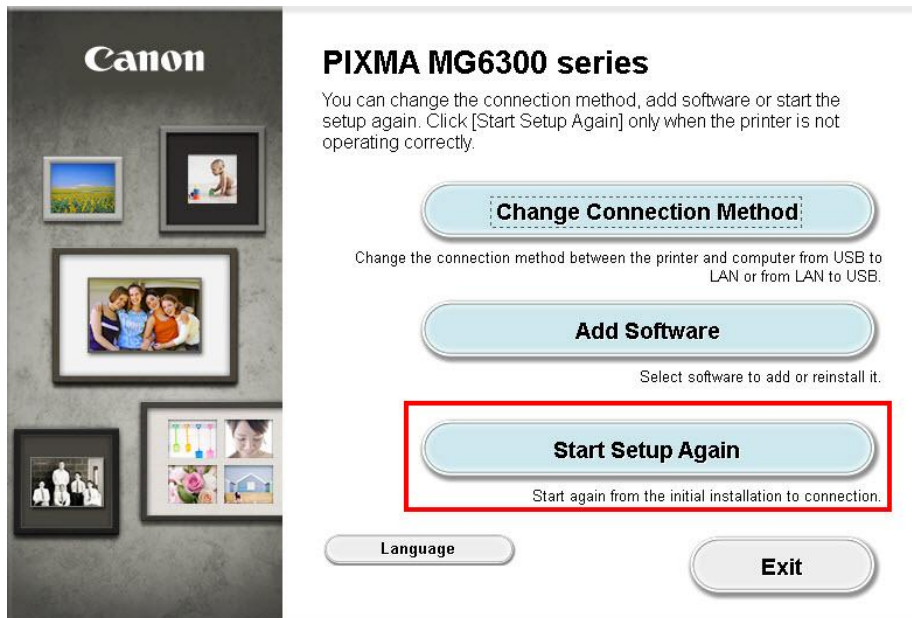 Canon
PIXMA MG6300 series
You can change the connection method, add software or start the
setup again. Click [Start Setup Again] only when the printer is not
operating correctly.
Change Connection Method
Change the connection method between the printer and computer from USB to
LAN or from LAN to USB.
Add Software
Select software to add or reinstall it.
Start Setup Again
Start again from the initial installation to connection.
Language
Exit